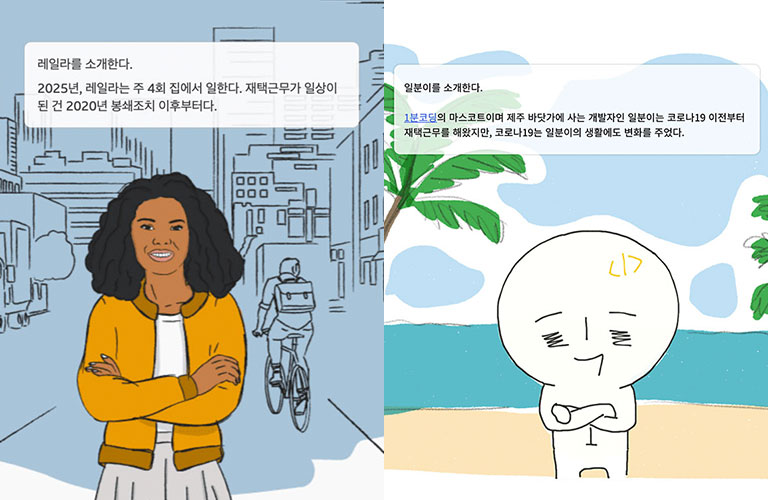 레일라를 소개한다.
2025년, 레일라는 주 4회 집에서 일한다. 재택근무가 일상이
된 건 2020년 봉쇄조치 이후부터다.
일분이를 소개한다.
1분코딩의 마스코트이며 제주 바닷가에 사는 개발자인 일분이는 코로나19 이전부터
재택근무를 해왔지만, 코로나19는 일분이의 생활에도 변화를 주었다.